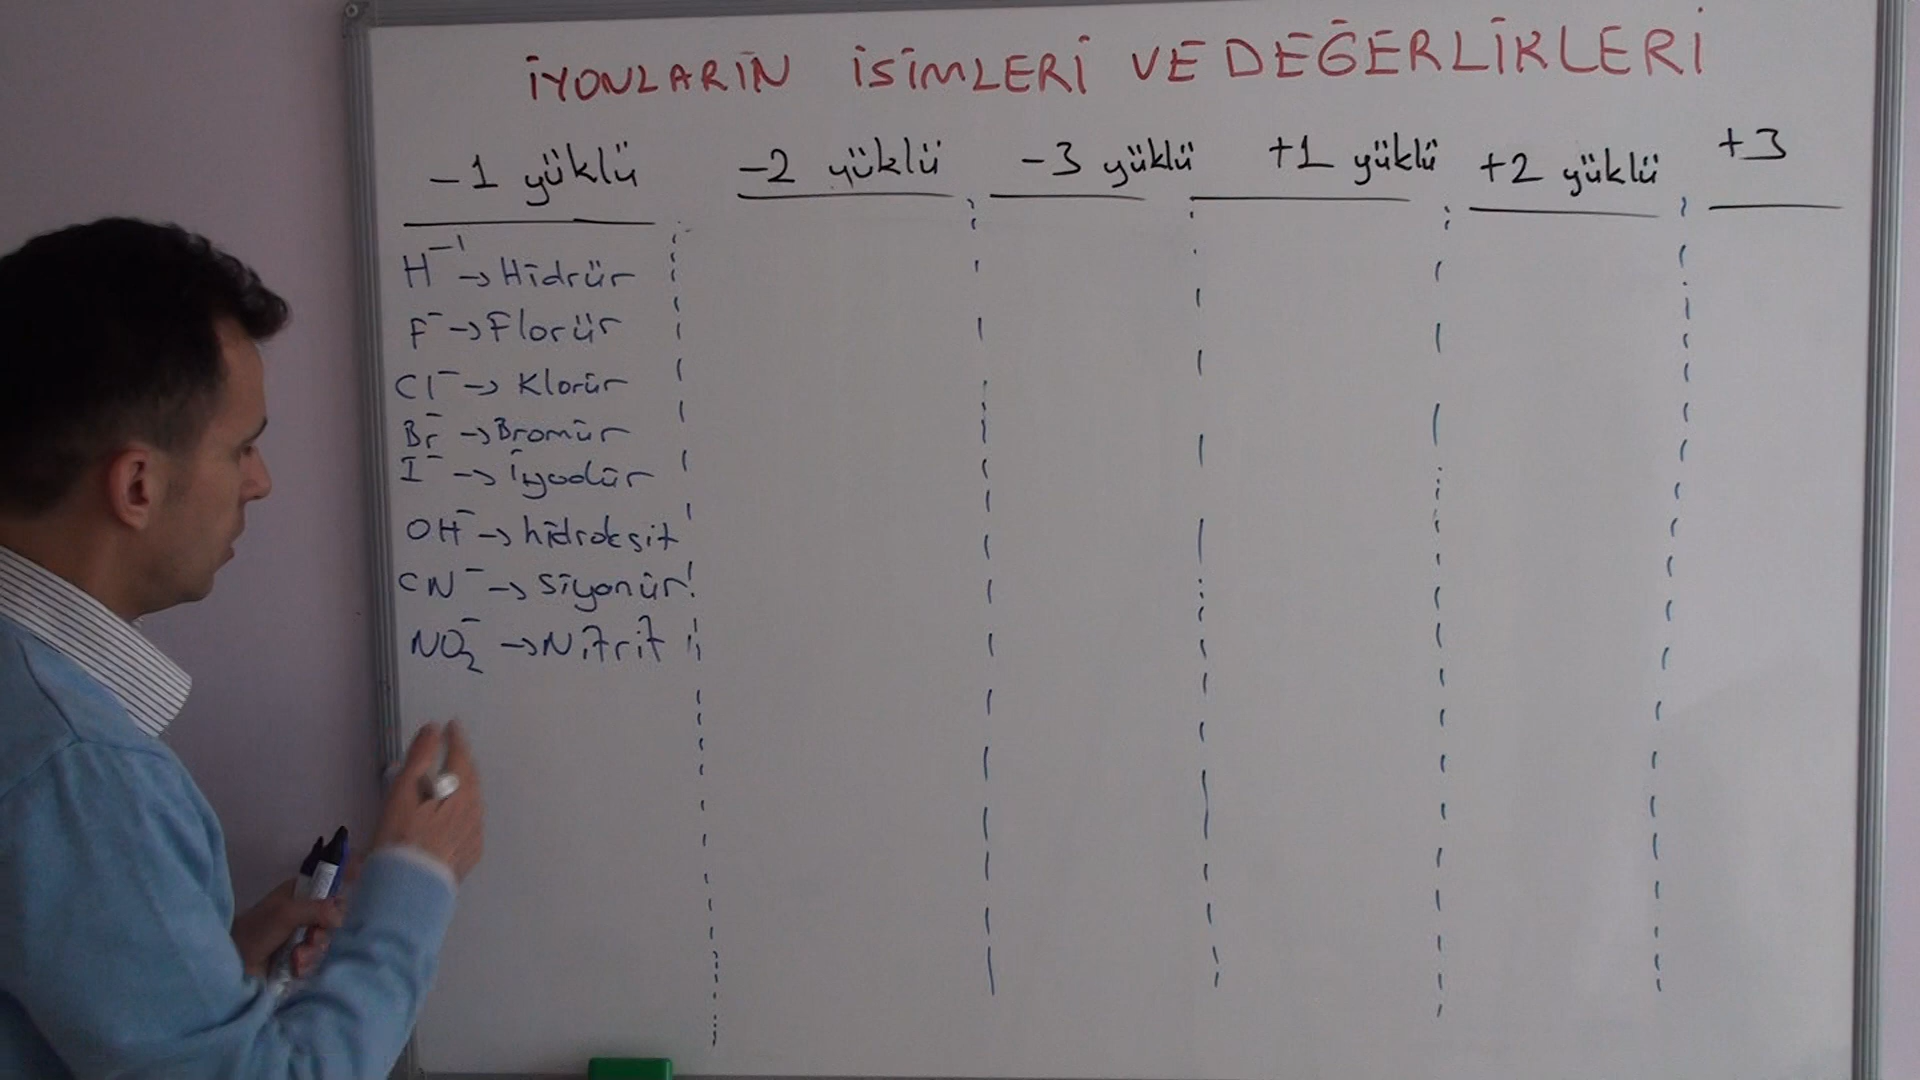 İYONLARIN İSİMLERİ VE DEĞERLİKLERİ
-1 yüklü -2 yüklü -3 yüklü +1 yüklü +2 yüklü +3
H⁻¹ → Hidrür
F⁻ → Florür
Cl⁻ → Klorür
Br⁻ → Bromür
I⁻ → İyodür
OH⁻ → hidroksit
CN⁻ → Siyanür
NO₂⁻ → Nitrit